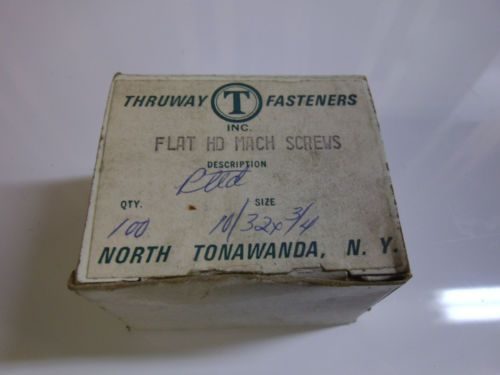 THRUWAY T FASTENERS
INC.
FLAT HD MACH SCREWS
DESCRIPTION
QTY. SIZE
100 10/32x3/4
NORTH TONAWANDA, N. Y.